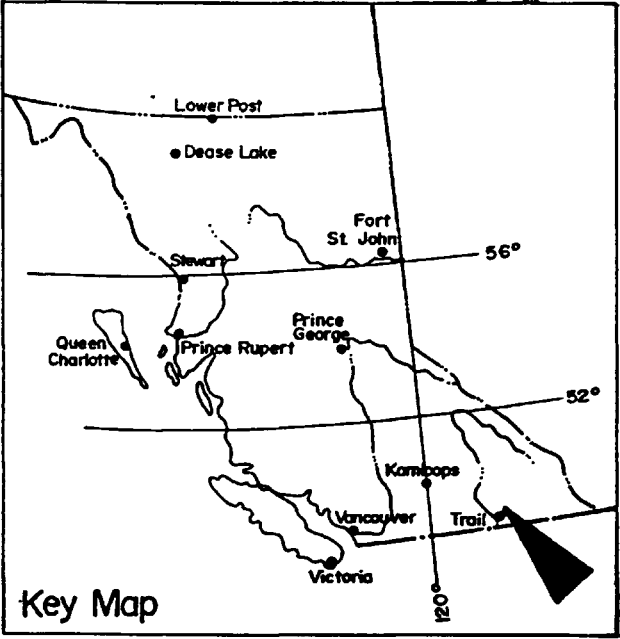 Lower Post
Dease Lake
Fort
St. John
56°
Stewart
Prince
George
Queen
Charlotte
Prince Rupert
52°
Kamloops
Vancouver
Trail
Victoria
120°
Key Map